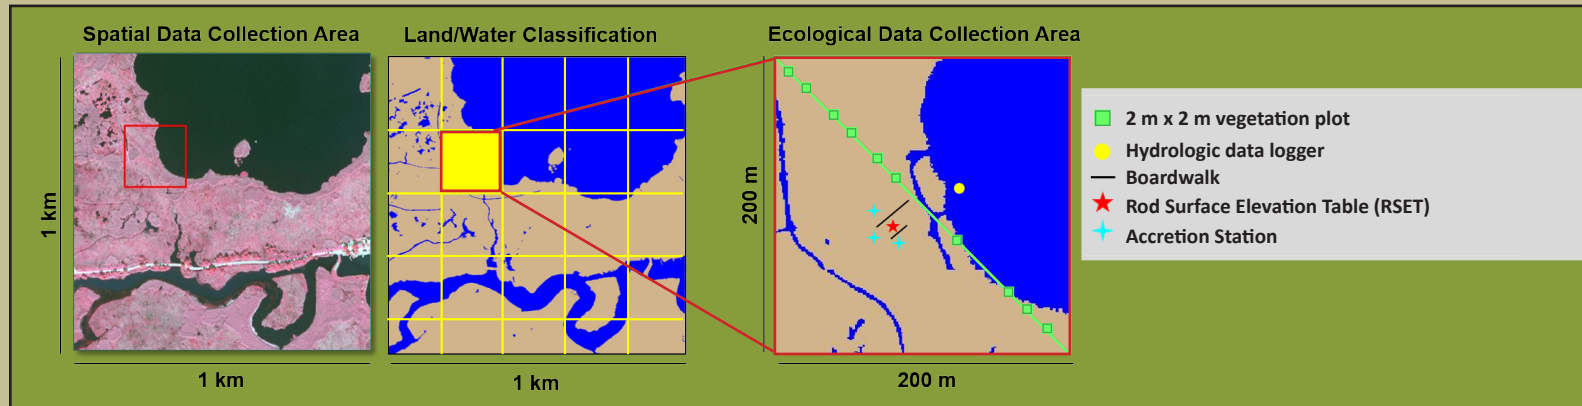 Spatial Data Collection Area
Land/Water Classification
Ecological Data Collection Area
1 km
200 m
2 m x 2 m vegetation plot
Hydrologic data logger
Boardwalk
Rod Surface Elevation Table (RSET)
Accretion Station
1 km
1 km
200 m